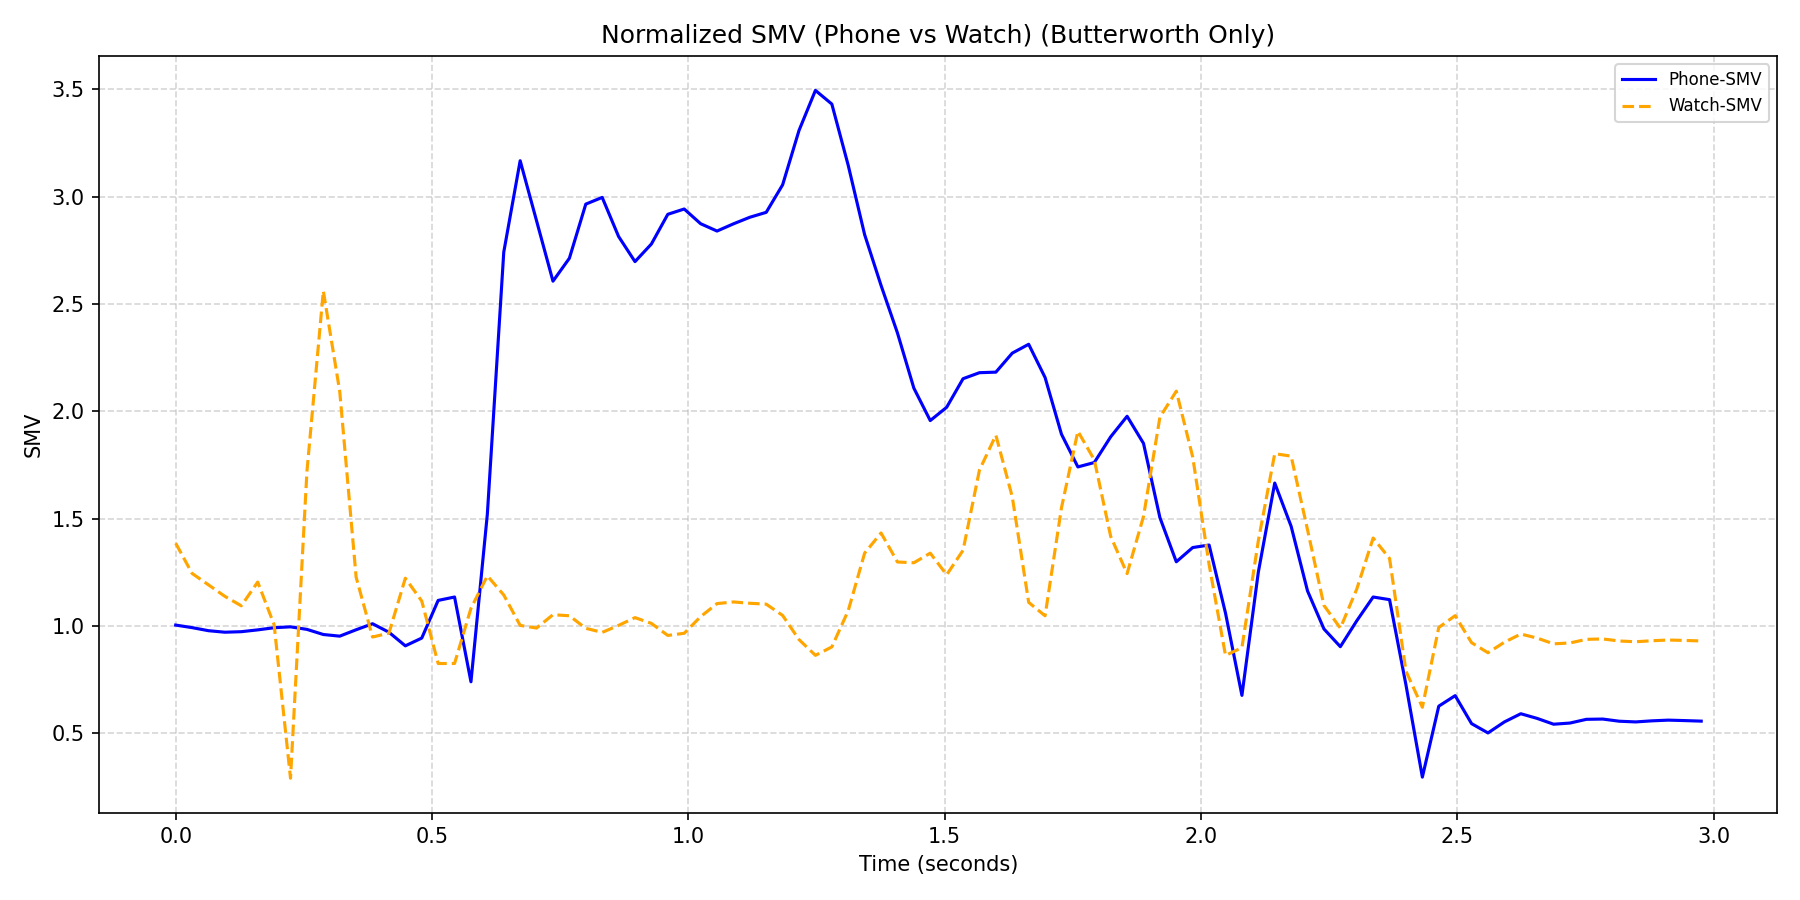 Normalized SMV (Phone vs Watch) (Butterworth Only)
Phone-SMV
Watch-SMV
SMV
3.5
3.0
2.5
2.0
1.5
1.0
0.5
0.0 0.5 1.0 1.5 2.0 2.5 3.0
Time (seconds)